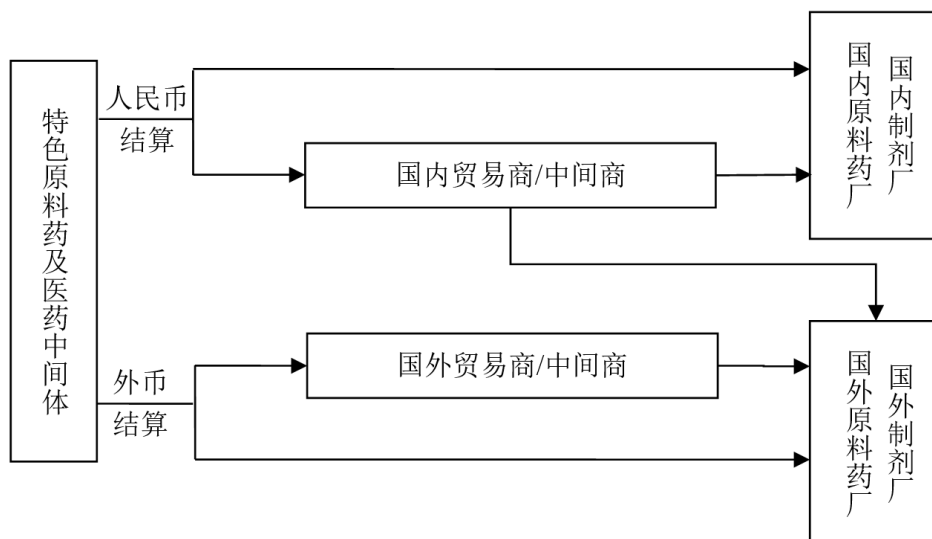 特色原料药及医药中间体
人民币
结算
国内贸易商/中间商
国内制剂厂
国内原料药厂
外币
结算
国外贸易商/中间商
国外制剂厂
国外原料药厂